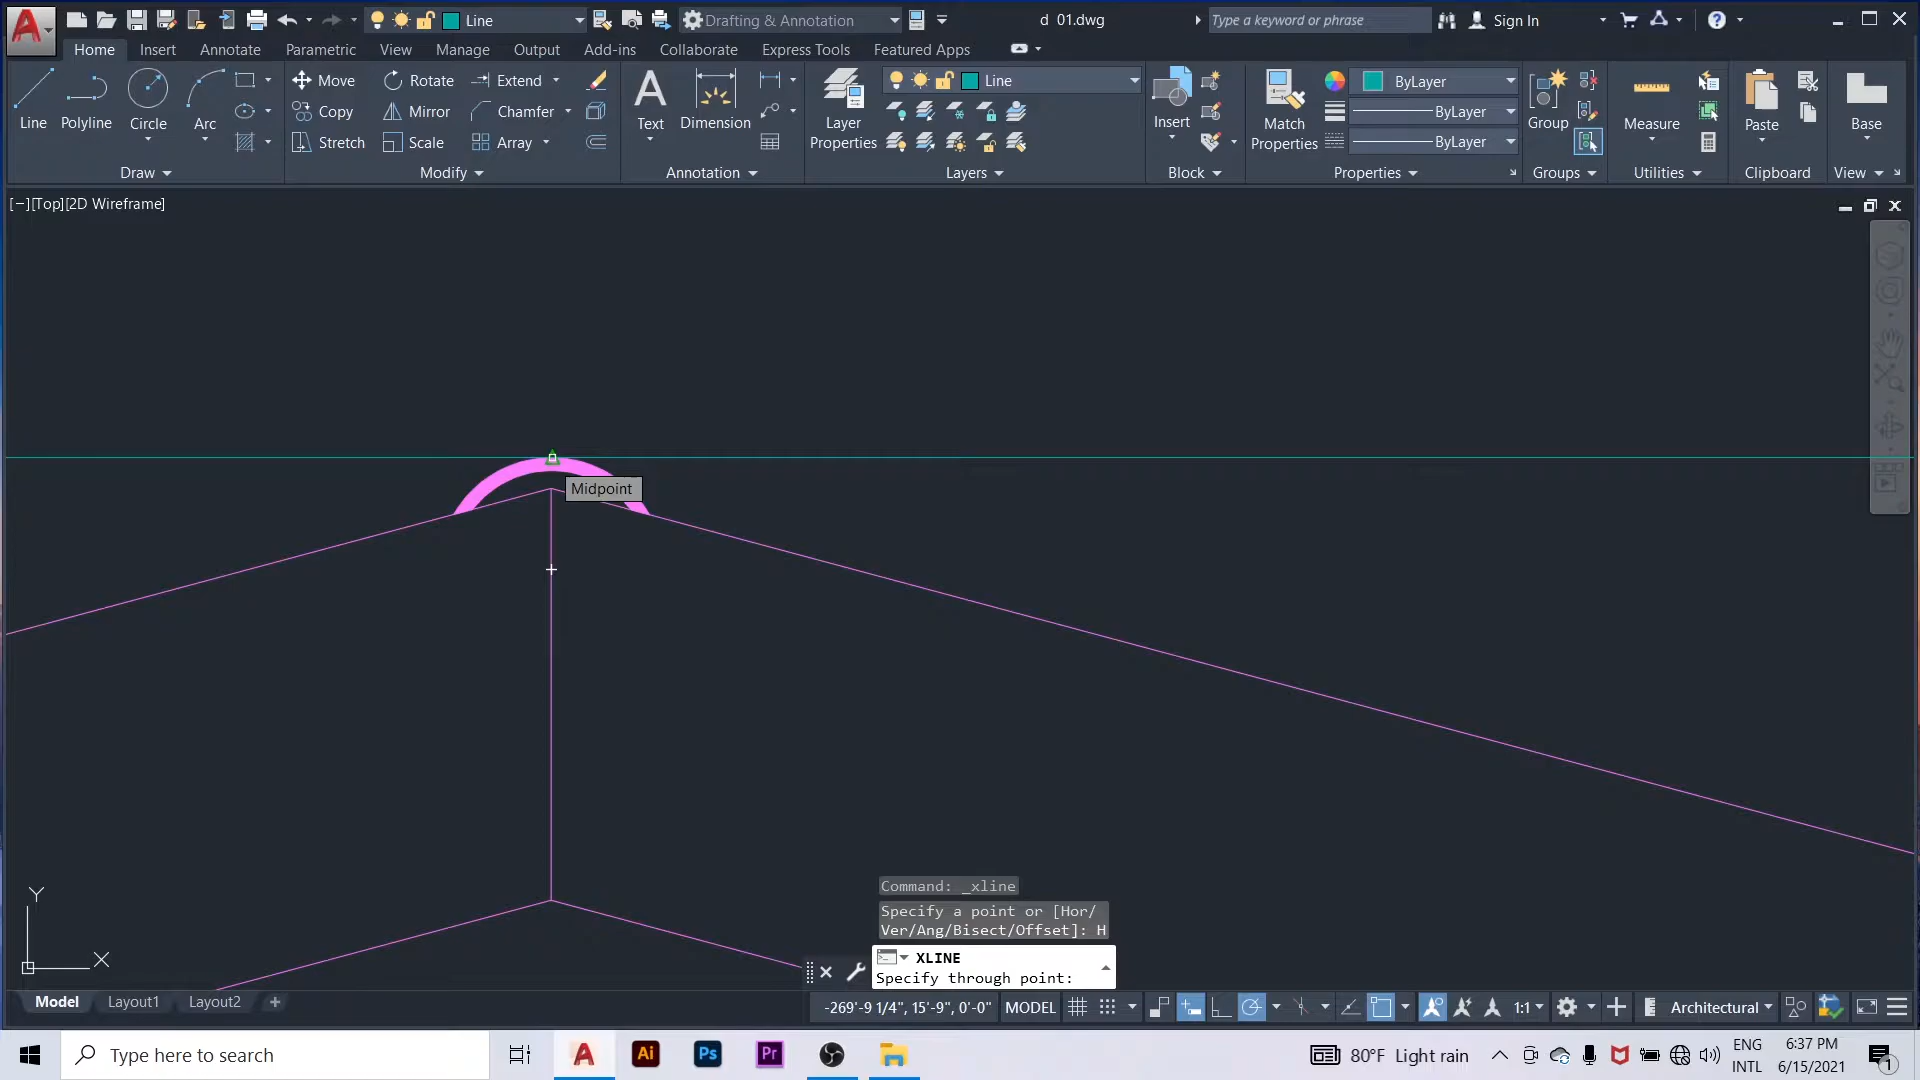 Line
Drafting & Annotation
d 01.dwg
Type a keyword or phrase
Sign In
Home
Insert
Annotate
Parametric
View
Manage
Output
Add-ins
Collaborate
Express Tools
Featured Apps
Line
Polyline
Circle
Arc
Draw
Move
Rotate
Extend
Copy
Mirror
Chamfer
Stretch
Scale
Array
Modify
Text
Dimension
Annotation
Layer
Properties
Line
Layers
Insert
Block
Match
Properties
ByLayer
ByLayer
ByLayer
Properties
Group
Groups
Measure
Utilities
Paste
Clipboard
Base
View
[−][Top][2D Wireframe]
Midpoint
Y
X
Command: _xline
Specify a point or [Hor/
Ver/Ang/Bisect/Offset]: H
XLINE
Specify through point:
Model
Layout1
Layout2
-269'-9 1/4", 15'-9", 0'-0"
MODEL
1:1
Architectural
Type here to search
Ai
Ps
Pr
80°F Light rain
ENG
INTL
6:37 PM
6/15/2021
1